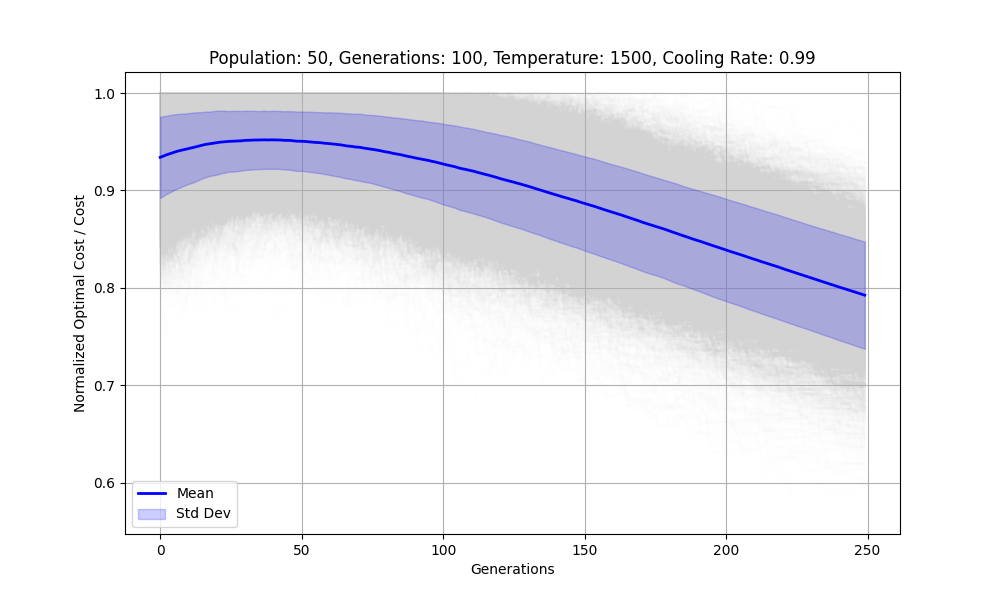 Population: 50, Generations: 100, Temperature: 1500, Cooling Rate: 0.99
Normalized Optimal Cost / Cost
1.0
0.9
0.8
0.7
0.6
Mean
Std Dev
0 50 100 150 200 250
Generations